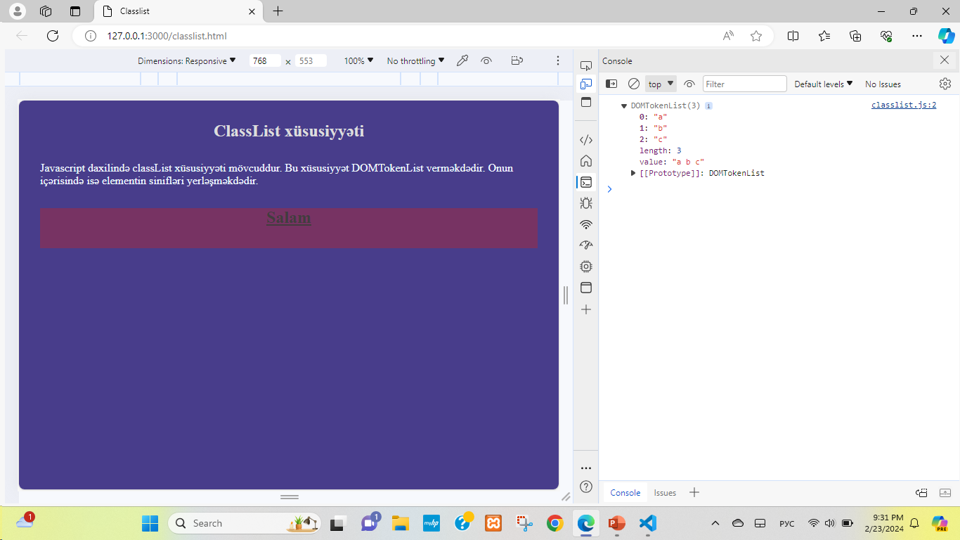 Classlist
127.0.0.1:3000/classlist.html
Dimensions: Responsive
768 x 553
100%
No throttling
ClassList xüsusiyyəti
Javascript daxilində classList xüsusiyyəti mövcuddur. Bu xüsusiyyət DOMTokenList verməkdədir. Onun
içərisində isə elementin sinifləri yerləşməkdədir.
Salam
Console
top
Filter
Default levels
No Issues
DOMTokenList(3)
classlist.js:2
0: "a"
1: "b"
2: "c"
length: 3
value: "a b c"
[[Prototype]]: DOMTokenList
Console
Issues
1
Search
1
РУС
9:31 PM
2/23/2024
PRE